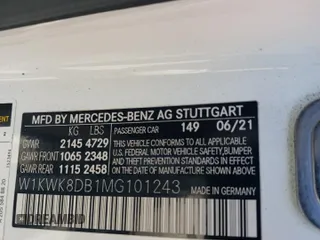 MFD BY MERCEDES-BENZ AG STUTTGART
KG LBS PASSENGER CAR 149 06/21
GVWR 2145 4729
GAWR FRONT 1065 2348
GAWR REAR 1115 2458
THIS VEHICLE CONFORMS TO ALL APPLICABLE
U.S. FEDERAL MOTOR VEHICLE SAFETY,
BUMPER, AND THEFT PREVENTION
STANDARDS IN EFFECT ON THE DATE OF
MANUFACTURE SHOWN ABOVE.
W1KWK8DB1MG101243
MADE IN GERMANY
DREAMBID